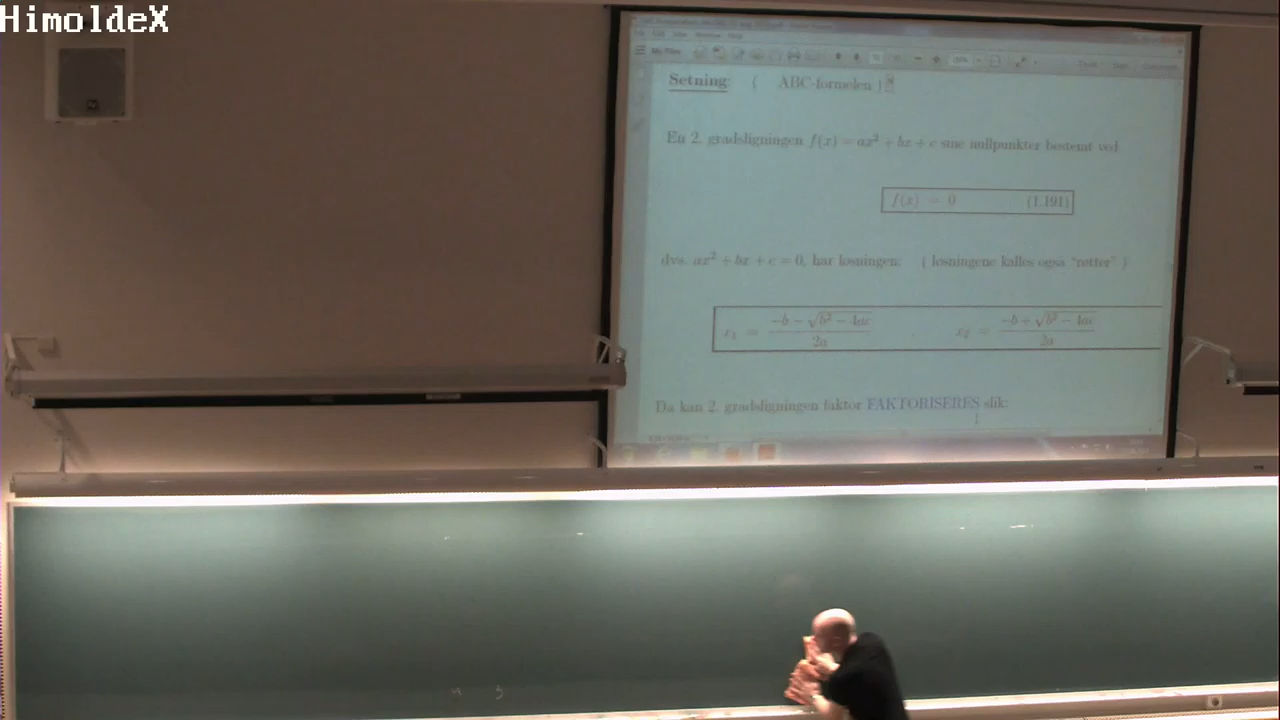 HimoldeX
My Files
Setning: ( ABC-formelen )
En 2. gradsligningen f(x) = ax² + bx + c sine nullpunkter bestemt ved
f(x) = 0 (1.191)
dvs. ax² + bx + c = 0, har løsningen: ( løsningene kalles også "røtter" )
x₁ = (-b - √(b² - 4ac)) / 2a , x₂ = (-b + √(b² - 4ac)) / 2a
Da kan 2. gradsligningen faktor FAKTORISERES slik: